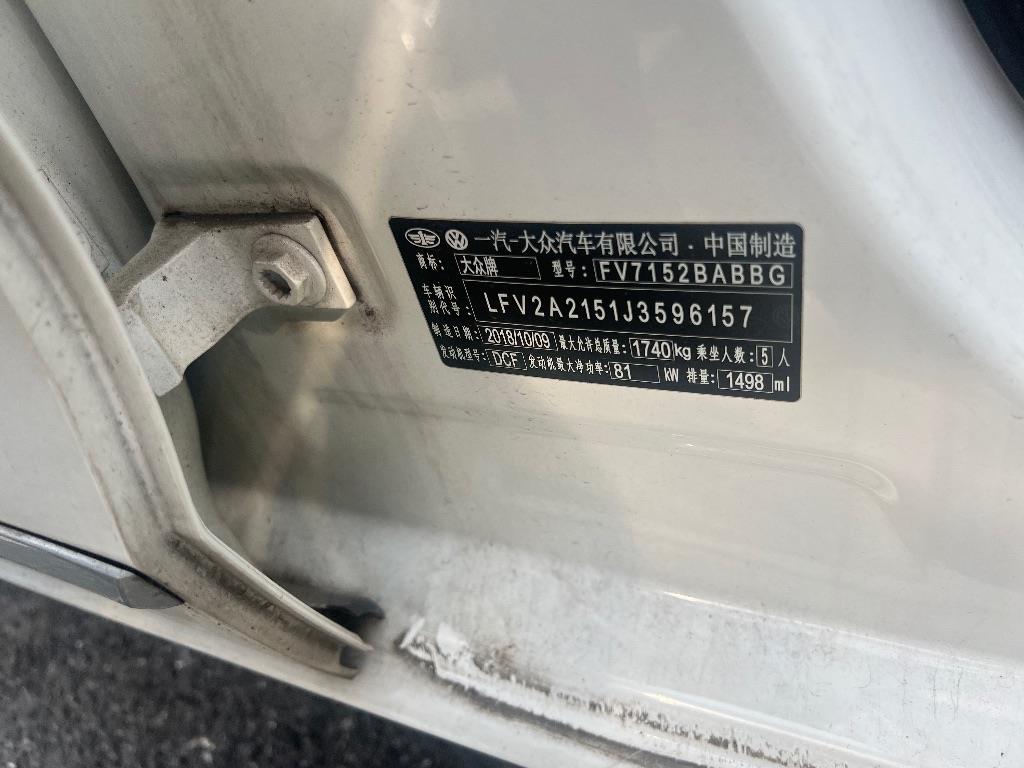 一汽-大众汽车有限公司·中国制造
商标: 大众牌 型号: FV7152BABBG
车辆识别代号: LFV2A2151J3596157
制造日期: 2018/10/09 最大允许总质量: 1740 kg 乘坐人数: 5 人
发动机型号: DCF 发动机最大净功率: 81 kW 排量: 1498 ml